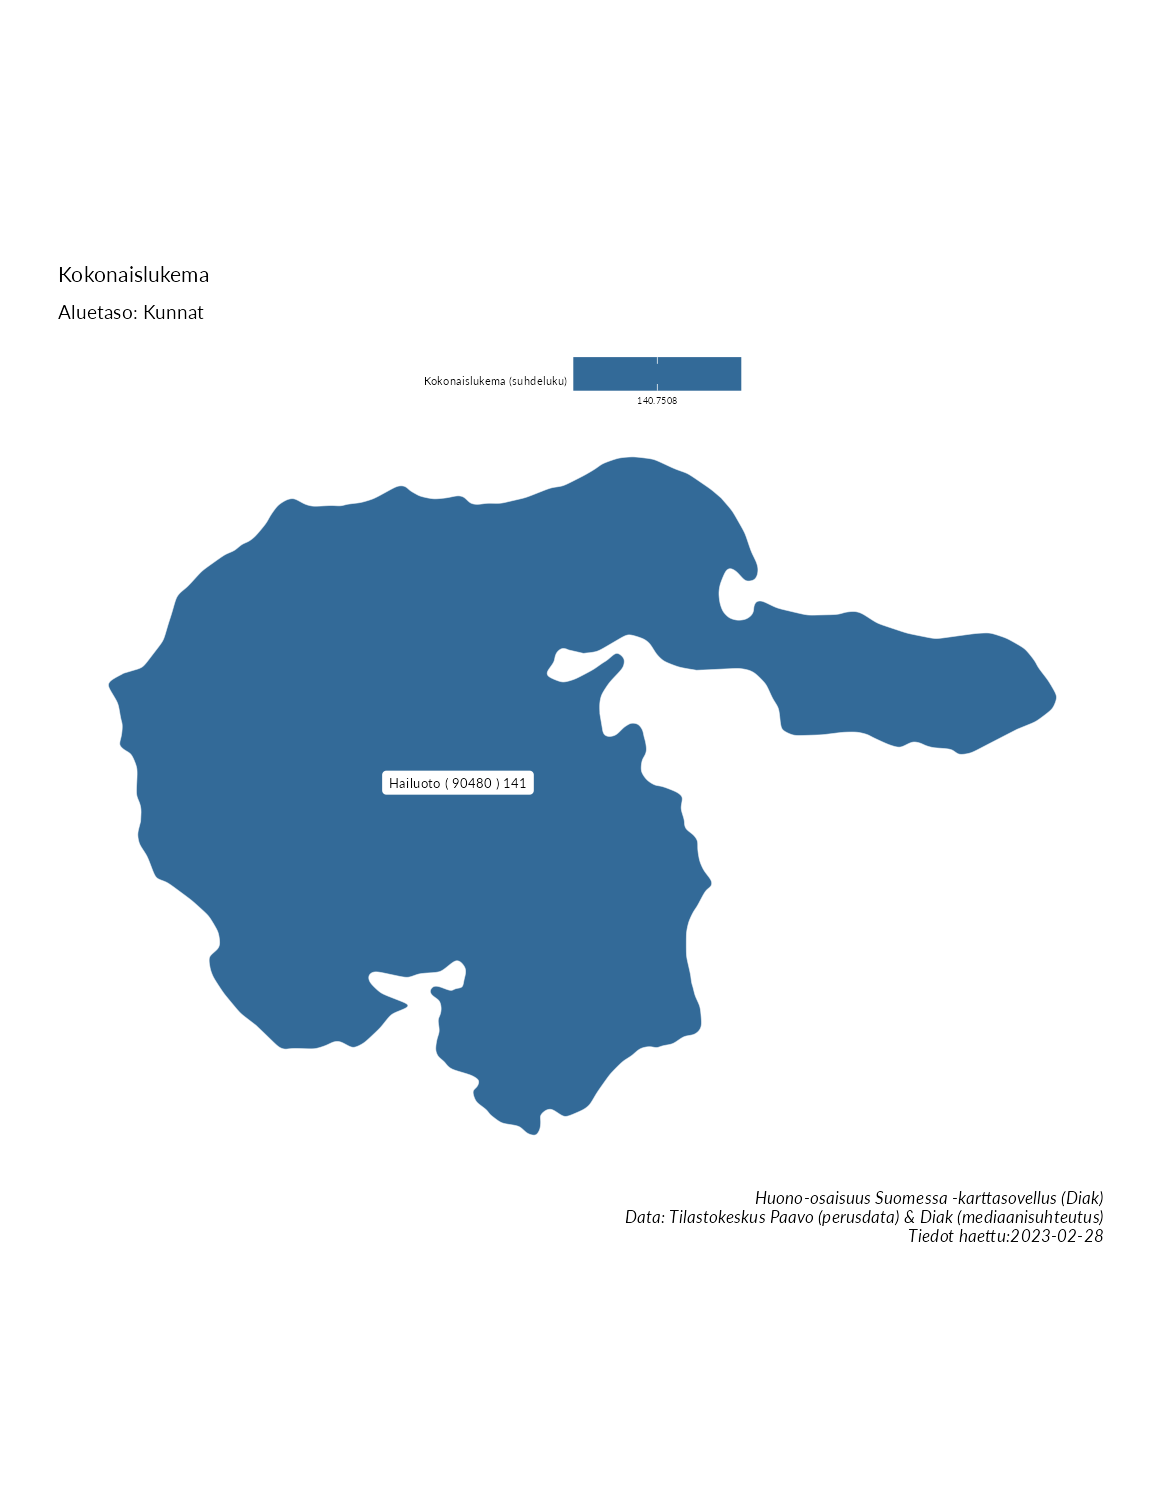 Kokonaislukema
Aluetaso: Kunnat
Kokonaislukema (suhdeluku)
140.7508
Hailuoto ( 90480 ) 141
Huono-osaisuus Suomessa -karttasovellus (Diak)
Data: Tilastokeskus Paavo (perusdata) & Diak (mediaanisuhteutus)
Tiedot haettu:2023-02-28